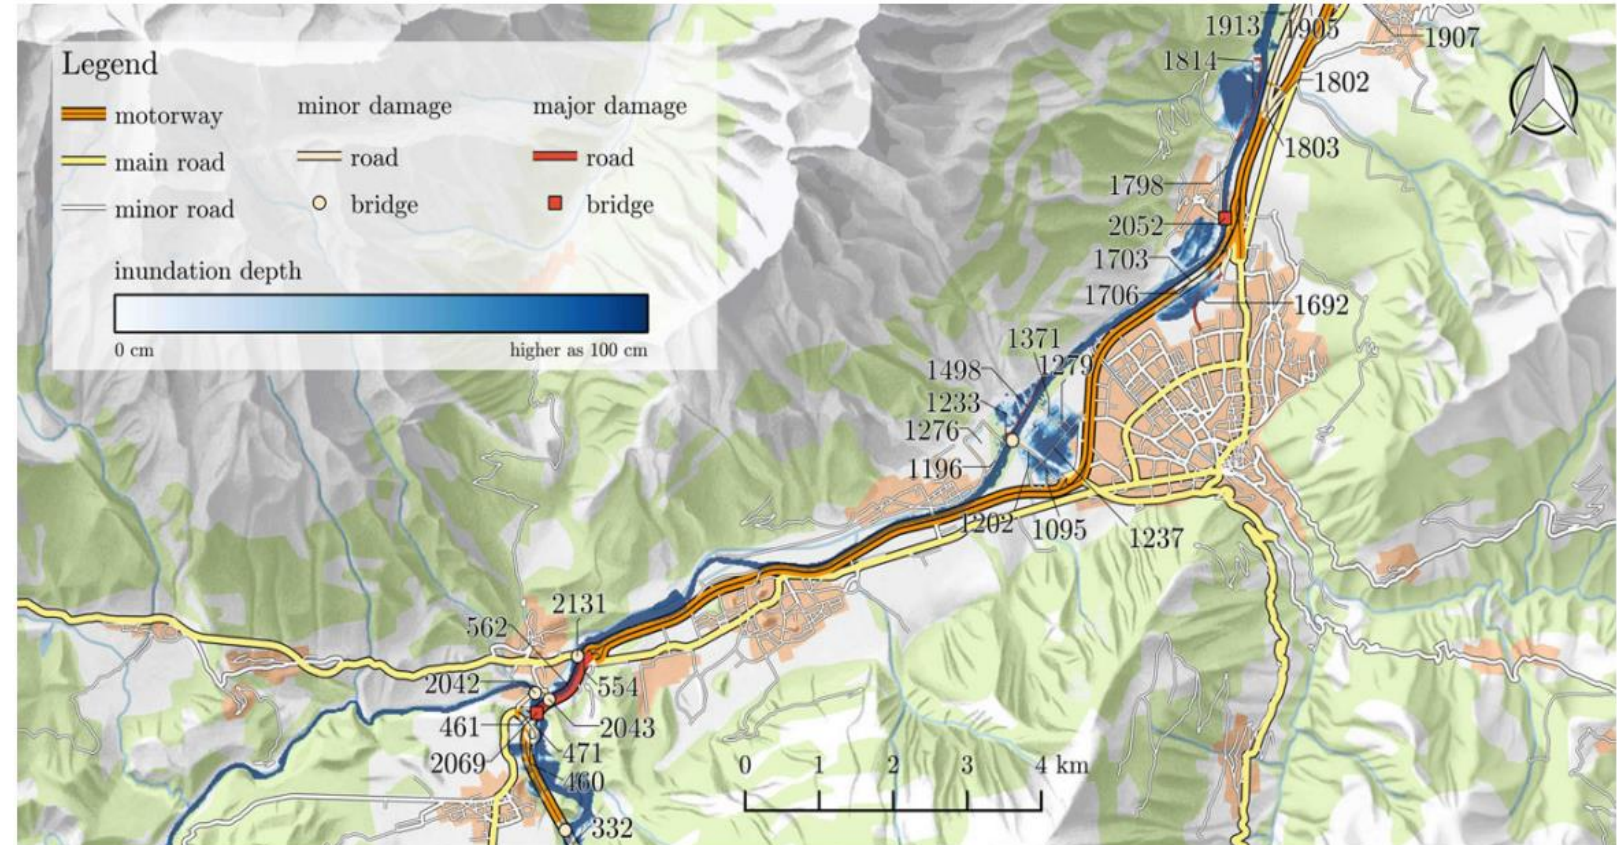 Legend
motorway
main road
minor road
minor damage
road
bridge
major damage
road
bridge
inundation depth
0 cm
higher as 100 cm
1913
1905
1907
1814
1802
1803
1798
2052
1703
1706
1692
1371
1279
1498
1233
1276
1196
1202
1095
1237
2131
562
2042
554
461
2043
2069
471
460
332
0 1 2 3 4 km